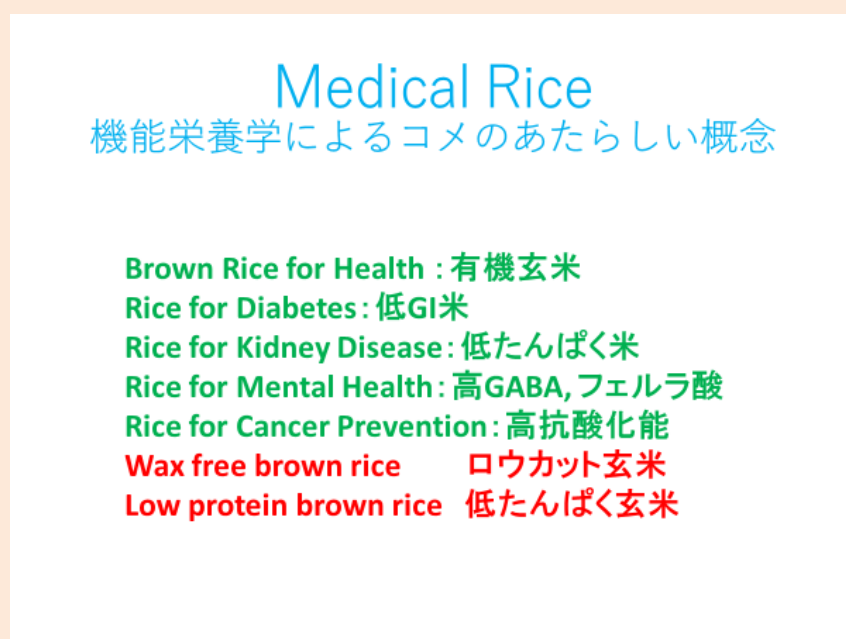 Medical Rice
機能栄養学によるコメのあたらしい概念
Brown Rice for Health：有機玄米
Rice for Diabetes：低GI米
Rice for Kidney Disease：低たんぱく米
Rice for Mental Health：高GABA, フェルラ酸
Rice for Cancer Prevention：高抗酸化能
Wax free brown rice ロウカット玄米
Low protein brown rice 低たんぱく玄米